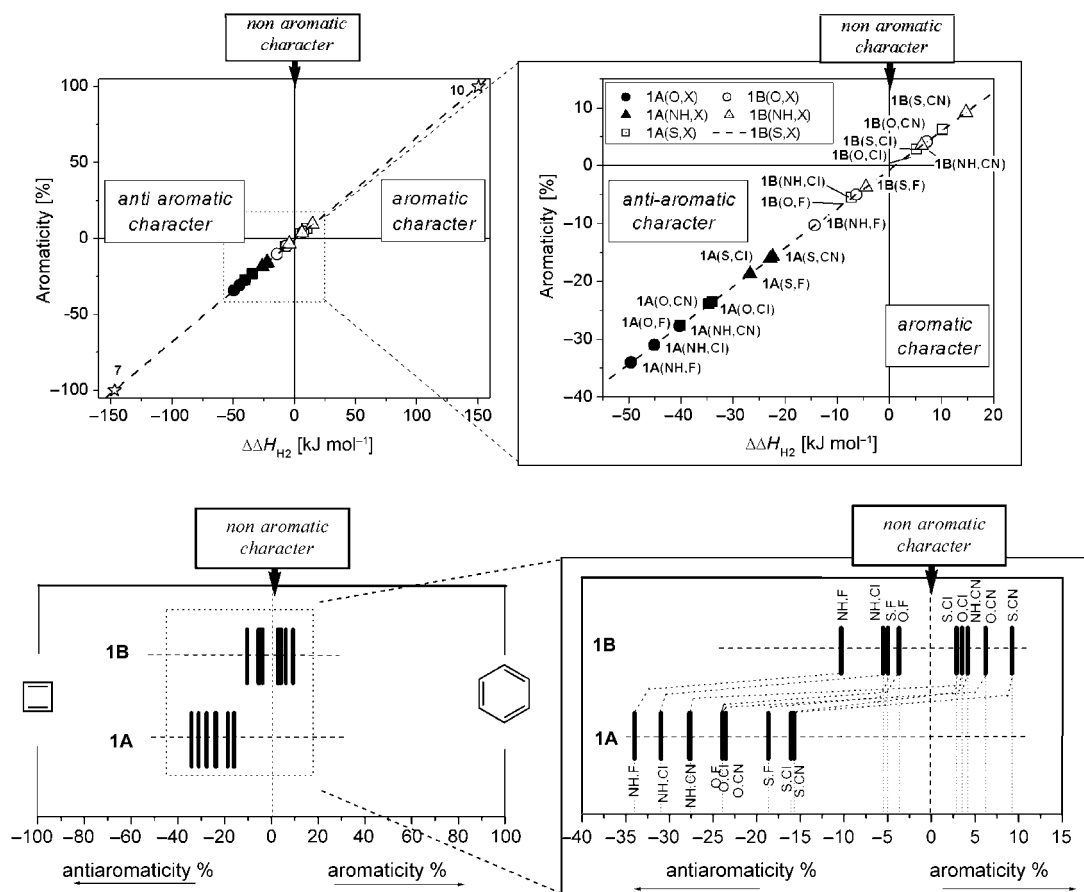 non aromatic
character
100
50
0
−50
−100
Aromaticity [%]
10
anti aromatic
character
aromatic
character
7
−150 −100 −50 0 50 100 150
ΔΔH_H2 [kJ mol⁻¹]
non aromatic
character
10
0
−10
−20
−30
−40
Aromaticity [%]
1A(O,X) 1B(O,X)
1A(NH,X) 1B(NH,X)
1A(S,X) 1B(S,X)
1B(S,CN)
1B(O,CN)
1B(S,Cl)
1B(O,Cl)
1B(NH,CN)
1B(NH,Cl)
1B(S,F)
1B(O,F)
1B(NH,F)
anti-aromatic
character
1A(S,Cl) 1A(S,CN)
1A(S,F)
1A(O,CN) 1A(O,Cl)
1A(O,F)
1A(NH,CN)
1A(NH,Cl)
1A(NH,F)
aromatic
character
−50 −40 −30 −20 −10 0 10 20
ΔΔH_H2 [kJ mol⁻¹]
non aromatic
character
1B
1A
−100 −80 −60 −40 −20 0 20 40 60 80 100
antiaromaticity % aromaticity %
non aromatic
character
NH.F
NH.Cl
S.F
O.F
S.Cl
O.Cl
NH.CN
O.CN
S.CN
1B
1A
NH.F
NH.Cl
NH.CN
O.F
O.Cl
O.CN
S.F
S.Cl
S.CN
−40 −35 −30 −25 −20 −15 −10 −5 0 5 10 15
antiaromaticity % aromaticity %